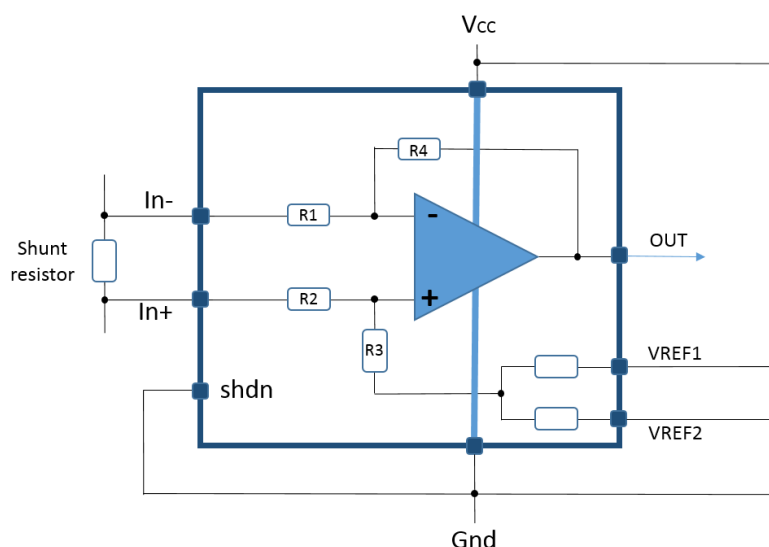 Vcc
R4
In-
R1
-
Shunt
resistor
OUT
In+
R2
+
R3
VREF1
shdn
VREF2
Gnd